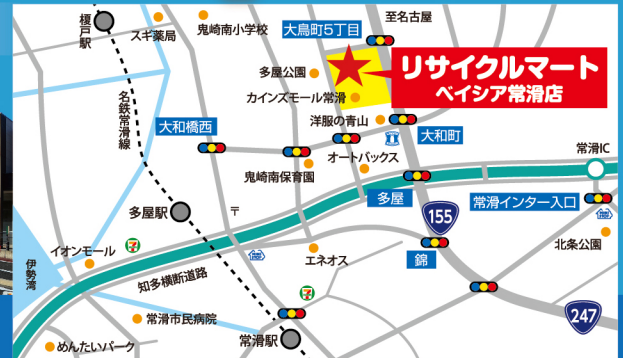 榎戸駅
スギ薬局
鬼崎南小学校
大鳥町5丁目
至名古屋
多屋公園
カインズモール常滑
リサイクルマート
ベイシア常滑店
名鉄常滑線
大和橋西
洋服の青山
大和町
鬼崎南保育園
オートバックス
常滑IC
多屋駅
〒
多屋
155
常滑インター入口
北条公園
イオンモール
7
伊勢湾
知多横断道路
エネオス
錦
7
常滑市民病院
常滑駅
247
めんたいパーク